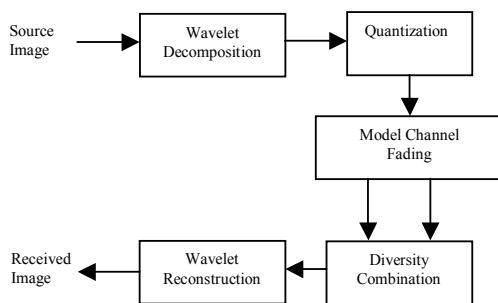 Source
Image
Wavelet
Decomposition
Quantization
Model Channel
Fading
Diversity
Combination
Wavelet
Reconstruction
Received
Image